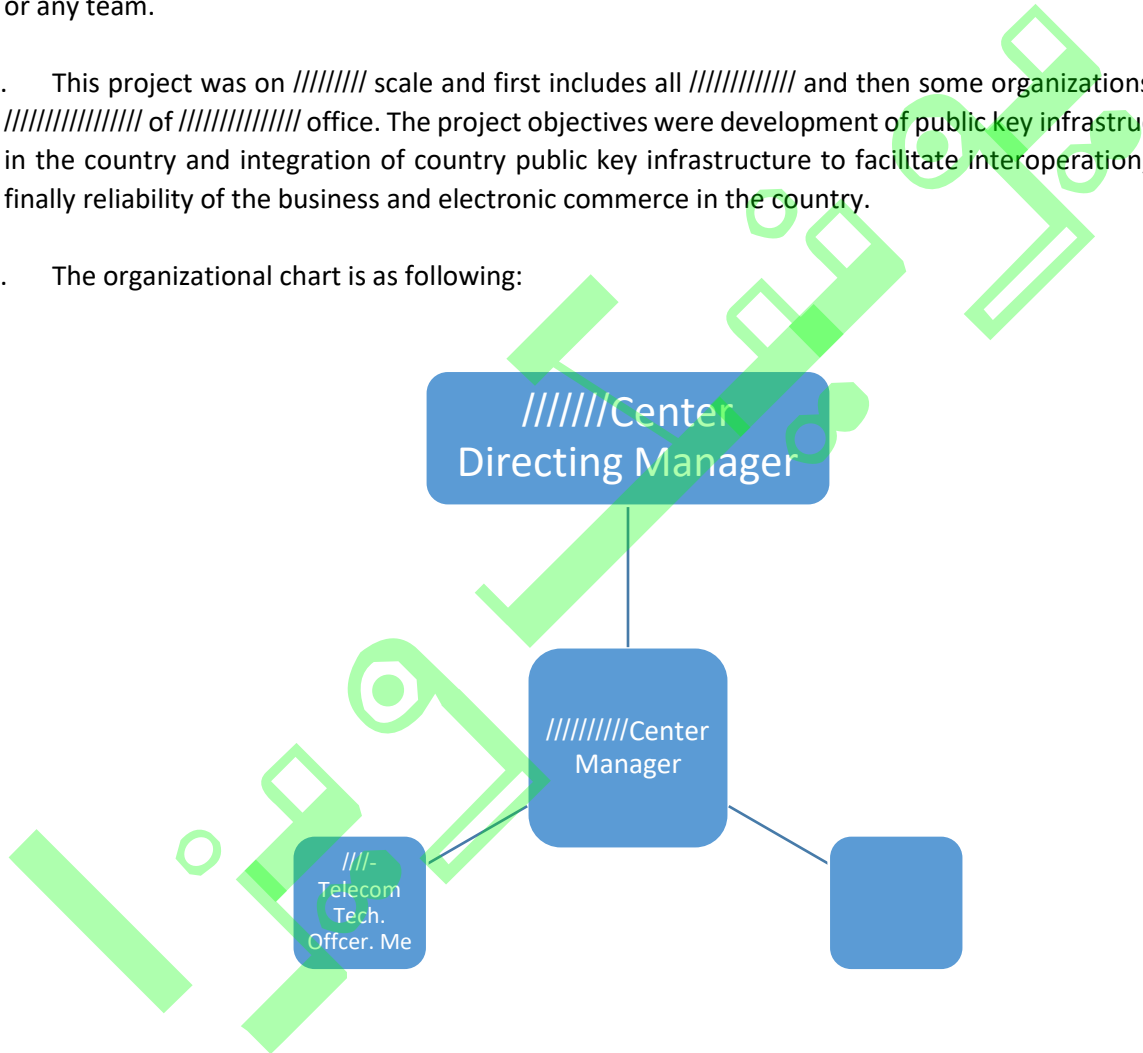 or any team.
. This project was on ///////// scale and first includes all ///////////// and then some organizations
///////////////// of /////////////// office. The project objectives were development of public key infrastru
in the country and integration of country public key infrastructure to facilitate interoperation,
finally reliability of the business and electronic commerce in the country.
. The organizational chart is as following:
///////Center
Directing Manager
//////////Center
Manager
////-
Telecom
Tech.
Offcer. Me